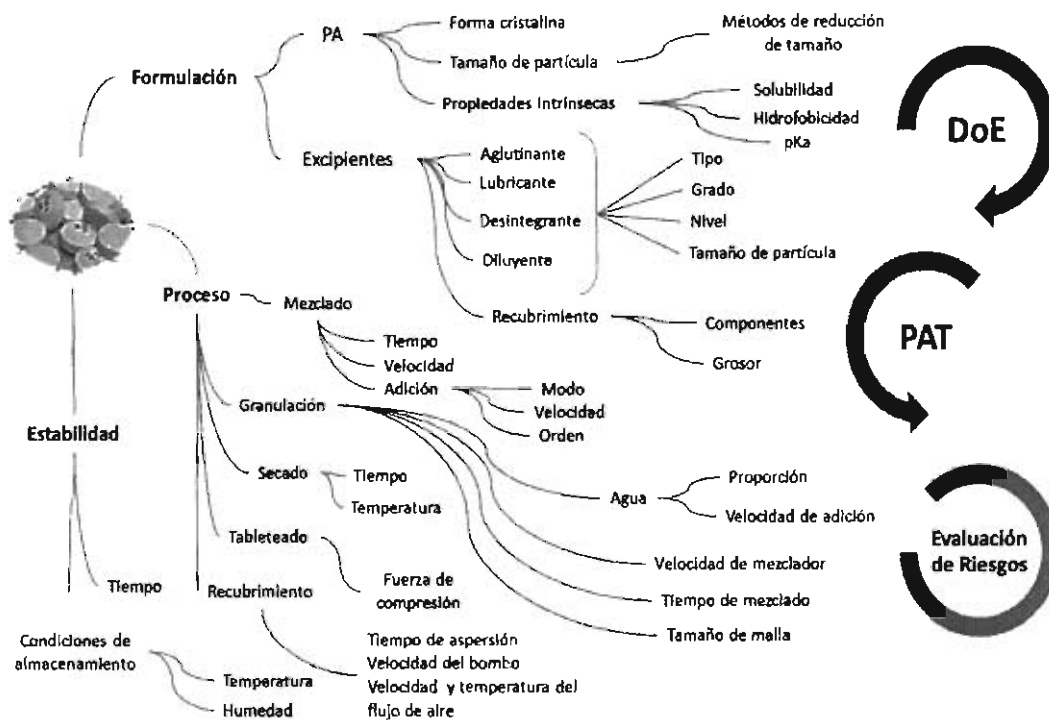 Formulación
PA
Forma cristalina
Tamaño de partícula
Métodos de reducción
de tamaño
Propiedades Intrínsecas
Solubilidad
Hidrofobicidad
pKa
Excipientes
Aglutinante
Lubricante
Desintegrante
Diluyente
Tipo
Grado
Nivel
Tamaño de partícula
Recubrimiento
Componentes
Grosor
Proceso
Mezclado
Tiempo
Velocidad
Adición
Modo
Velocidad
Orden
Granulación
Agua
Proporción
Velocidad de adición
Velocidad de mezclador
Tiempo de mezclado
Tamaño de malla
Secado
Tiempo
Temperatura
Tableteado
Fuerza de
compresión
Recubrimiento
Tiempo de aspersión
Velocidad del bombo
Velocidad y temperatura del
flujo de aire
Estabilidad
Tiempo
Condiciones de
almacenamiento
Temperatura
Humedad
DoE
PAT
Evaluación
de Riesgos